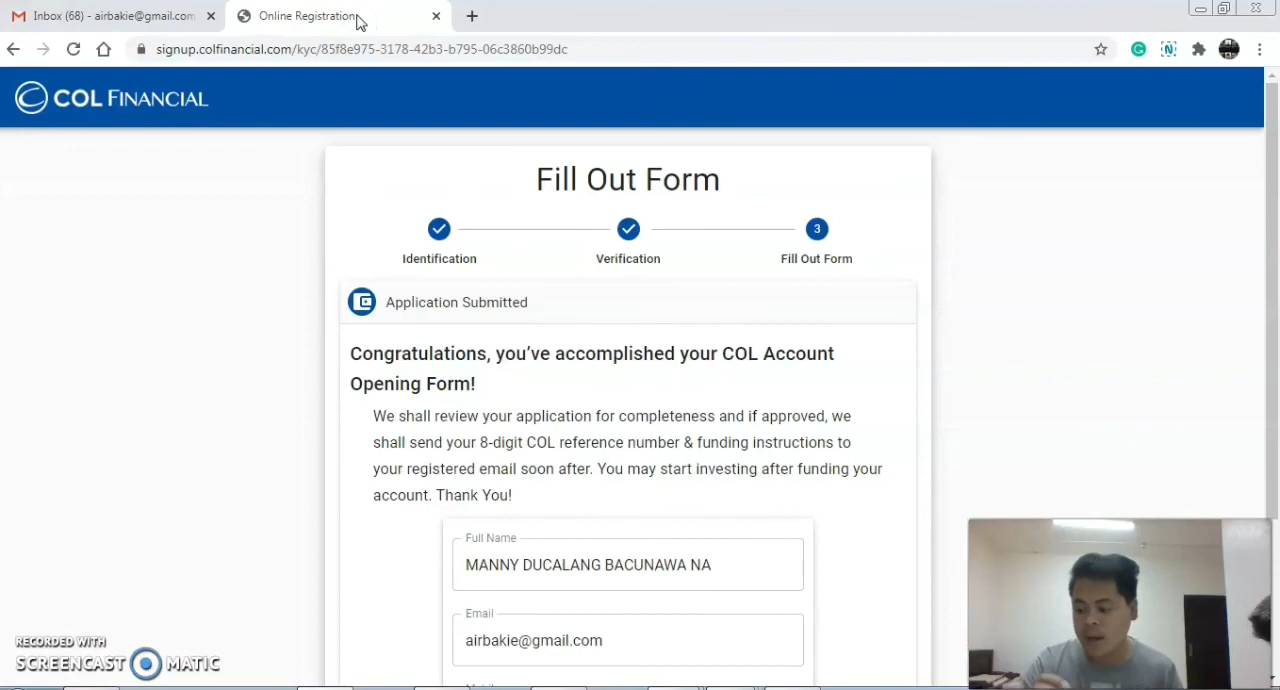 Inbox (68) - airbakie@gmail.com
Online Registration
signup.colfinancial.com/kyc/85f8e975-3178-42b3-b795-06c3860b99dc
COL FINANCIAL
Fill Out Form
3
Identification
Verification
Fill Out Form
Application Submitted
Congratulations, you've accomplished your COL Account
Opening Form!
We shall review your application for completeness and if approved, we
shall send your 8-digit COL reference number & funding instructions to
your registered email soon after. You may start investing after funding your
account. Thank You!
Full Name
MANNY DUCALANG BACUNAWA NA
Email
airbakie@gmail.com
RECORDED WITH
SCREENCAST MATIC